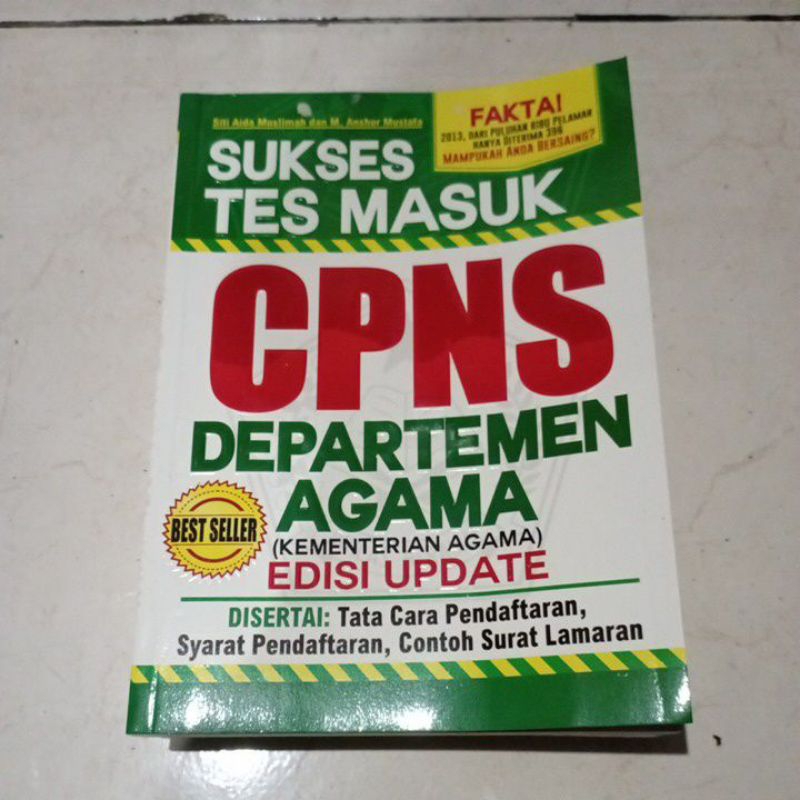 Siti Aida Muslimah dan M. Anshor Mustafa
FAKTA!
2013, DARI PULUHAN RIBU PELAMAR
HANYA DITERIMA 396
MAMPUKAH ANDA BERSAING?
SUKSES
TES MASUK
CPNS
DEPARTEMEN
AGAMA
BEST SELLER
(KEMENTERIAN AGAMA)
EDISI UPDATE
DISERTAI: Tata Cara Pendaftaran,
Syarat Pendaftaran, Contoh Surat Lamaran